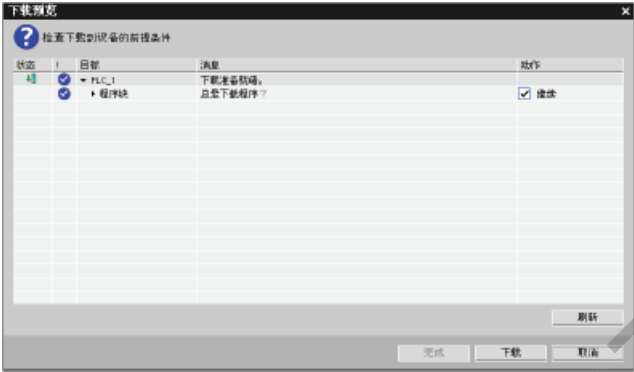 下载预览
检查下载到设备的前提条件
状态 ! 目标 消息 动作
PLC_1 下载准备就绪。
程序块 总是下载程序？ 继续
刷新
完成 下载 取消